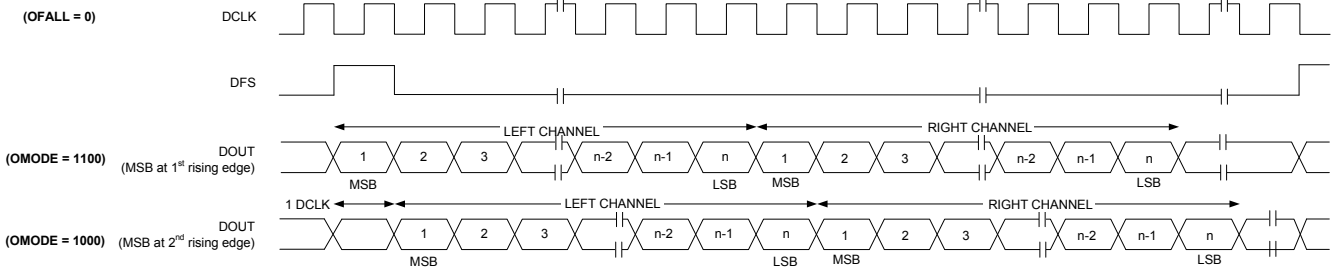 (OFALL = 0) DCLK
DFS
LEFT CHANNEL RIGHT CHANNEL
(OMODE = 1100) DOUT 1 2 3 n-2 n-1 n 1 2 3 n-2 n-1 n
(MSB at 1st rising edge)
MSB LSB MSB LSB
1 DCLK LEFT CHANNEL RIGHT CHANNEL
(OMODE = 1000) DOUT 1 2 3 n-2 n-1 n 1 2 3 n-2 n-1 n
(MSB at 2nd rising edge)
MSB LSB MSB LSB